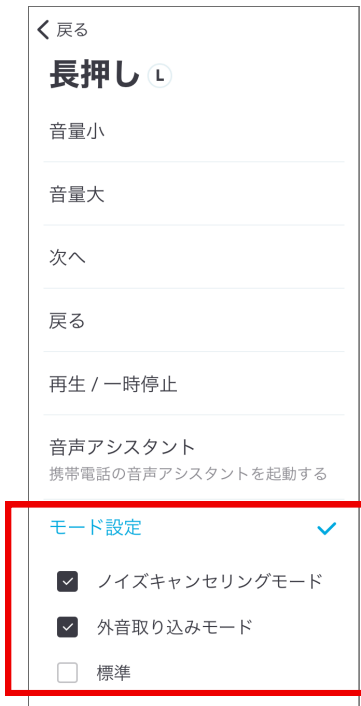 戻る
長押し L
音量小
音量大
次へ
戻る
再生 / 一時停止
音声アシスタント
携帯電話の音声アシスタントを起動する
モード設定
ノイズキャンセリングモード
外音取り込みモード
標準